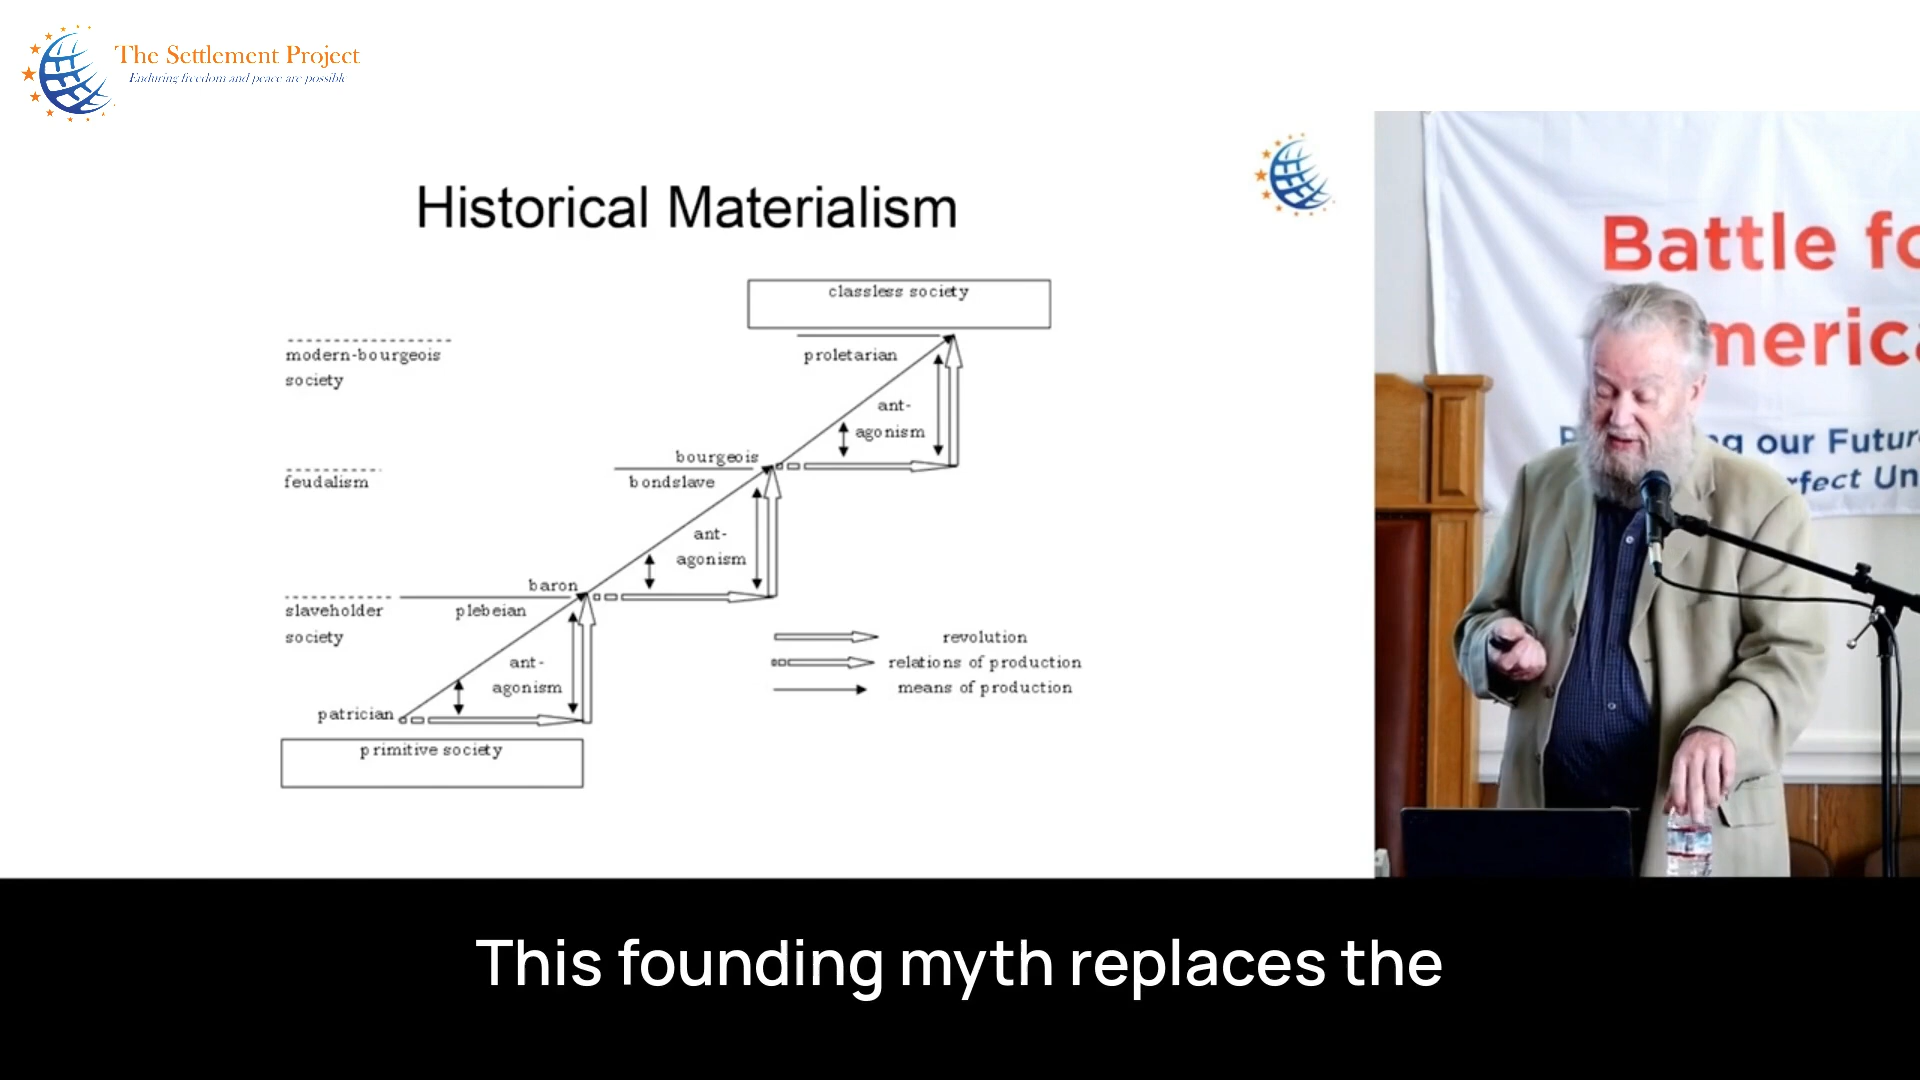 The Settlement Project
Enduring freedom and peace are possible
Historical Materialism
classless society
modern-bourgeois
society
proletarian
ant-
agonism
bourgeois
feudalism
bondslave
ant-
agonism
baron
slaveholder
society
plebeian
ant-
agonism
patrician
primitive society
revolution
relations of production
means of production
Battle fo
merica
ng our Future
rfect Un
This founding myth replaces the